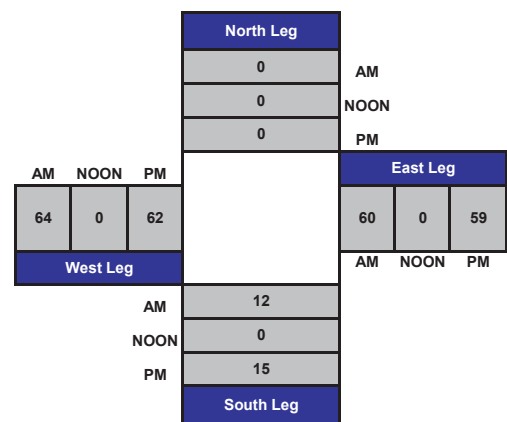 North Leg
0
AM
0
NOON
0
PM
East Leg
AM NOON PM
64 0 62
60 0 59
West Leg
AM NOON PM
AM
12
NOON
0
PM
15
South Leg